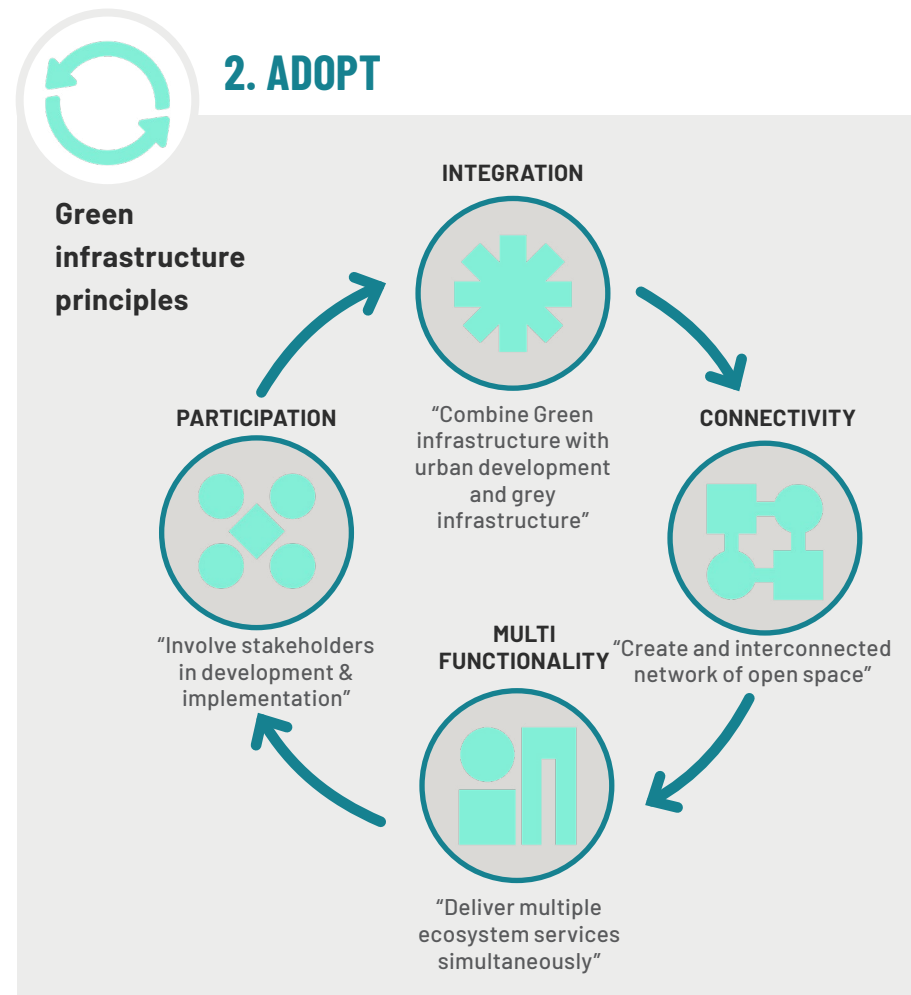 2. ADOPT
Green
infrastructure
principles
INTEGRATION
“Combine Green
infrastructure with
urban development
and grey
infrastructure”
CONNECTIVITY
“Create and interconnected
network of open space”
MULTI
FUNCTIONALITY
“Deliver multiple
ecosystem services
simultaneously”
PARTICIPATION
“Involve stakeholders
in development &
implementation”